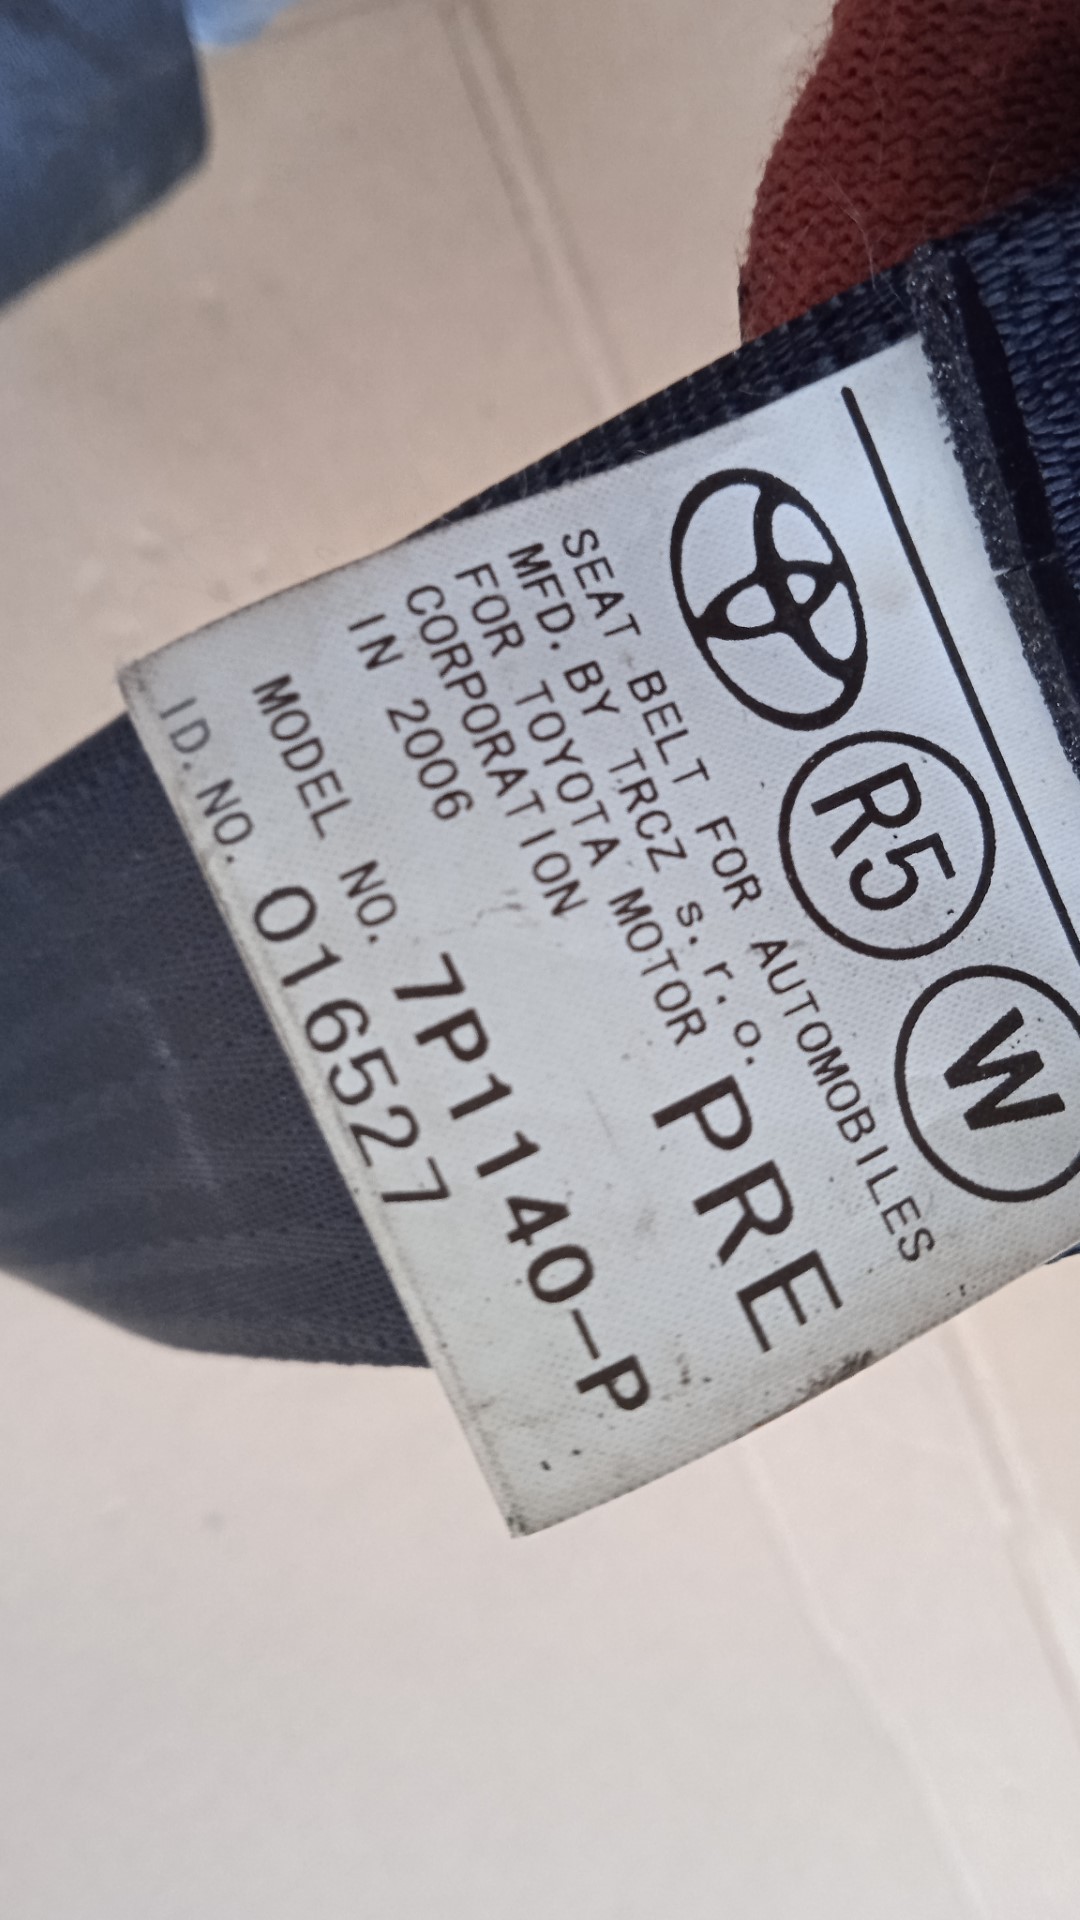 R5 W
SEAT BELT FOR AUTOMOBILES
MFD. BY T.RCZ s. r. o.
FOR TOYOTA MOTOR
CORPORATION
IN 2006
PRE
MODEL NO. 7P1140-P
ID. NO. 016527